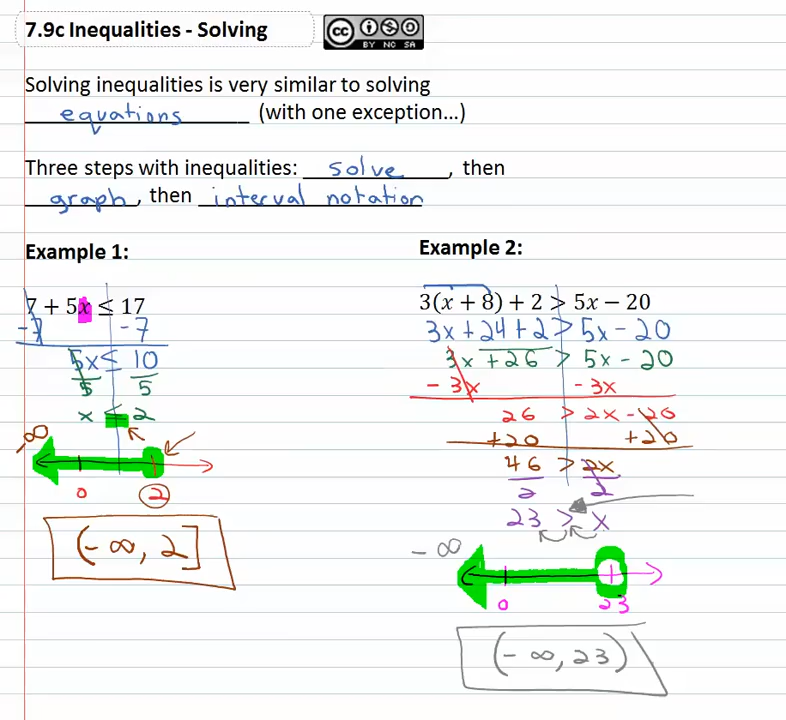 7.9c Inequalities - Solving
cc BY NC SA
Solving inequalities is very similar to solving
equations (with one exception...)
Three steps with inequalities: solve, then
graph, then interval notation
Example 1:
7 + 5x ≤ 17
-7 -7
5x ≤ 10
5 5
x ≤ 2
-∞
0 2
(-∞, 2]
Example 2:
3(x + 8) + 2 > 5x − 20
3x + 24 + 2 > 5x - 20
3x + 26 > 5x - 20
- 3x - 3x
26 > 2x - 20
+20 +20
46 > 2x
2 2
23 > x
-∞
0 23
(-∞, 23)